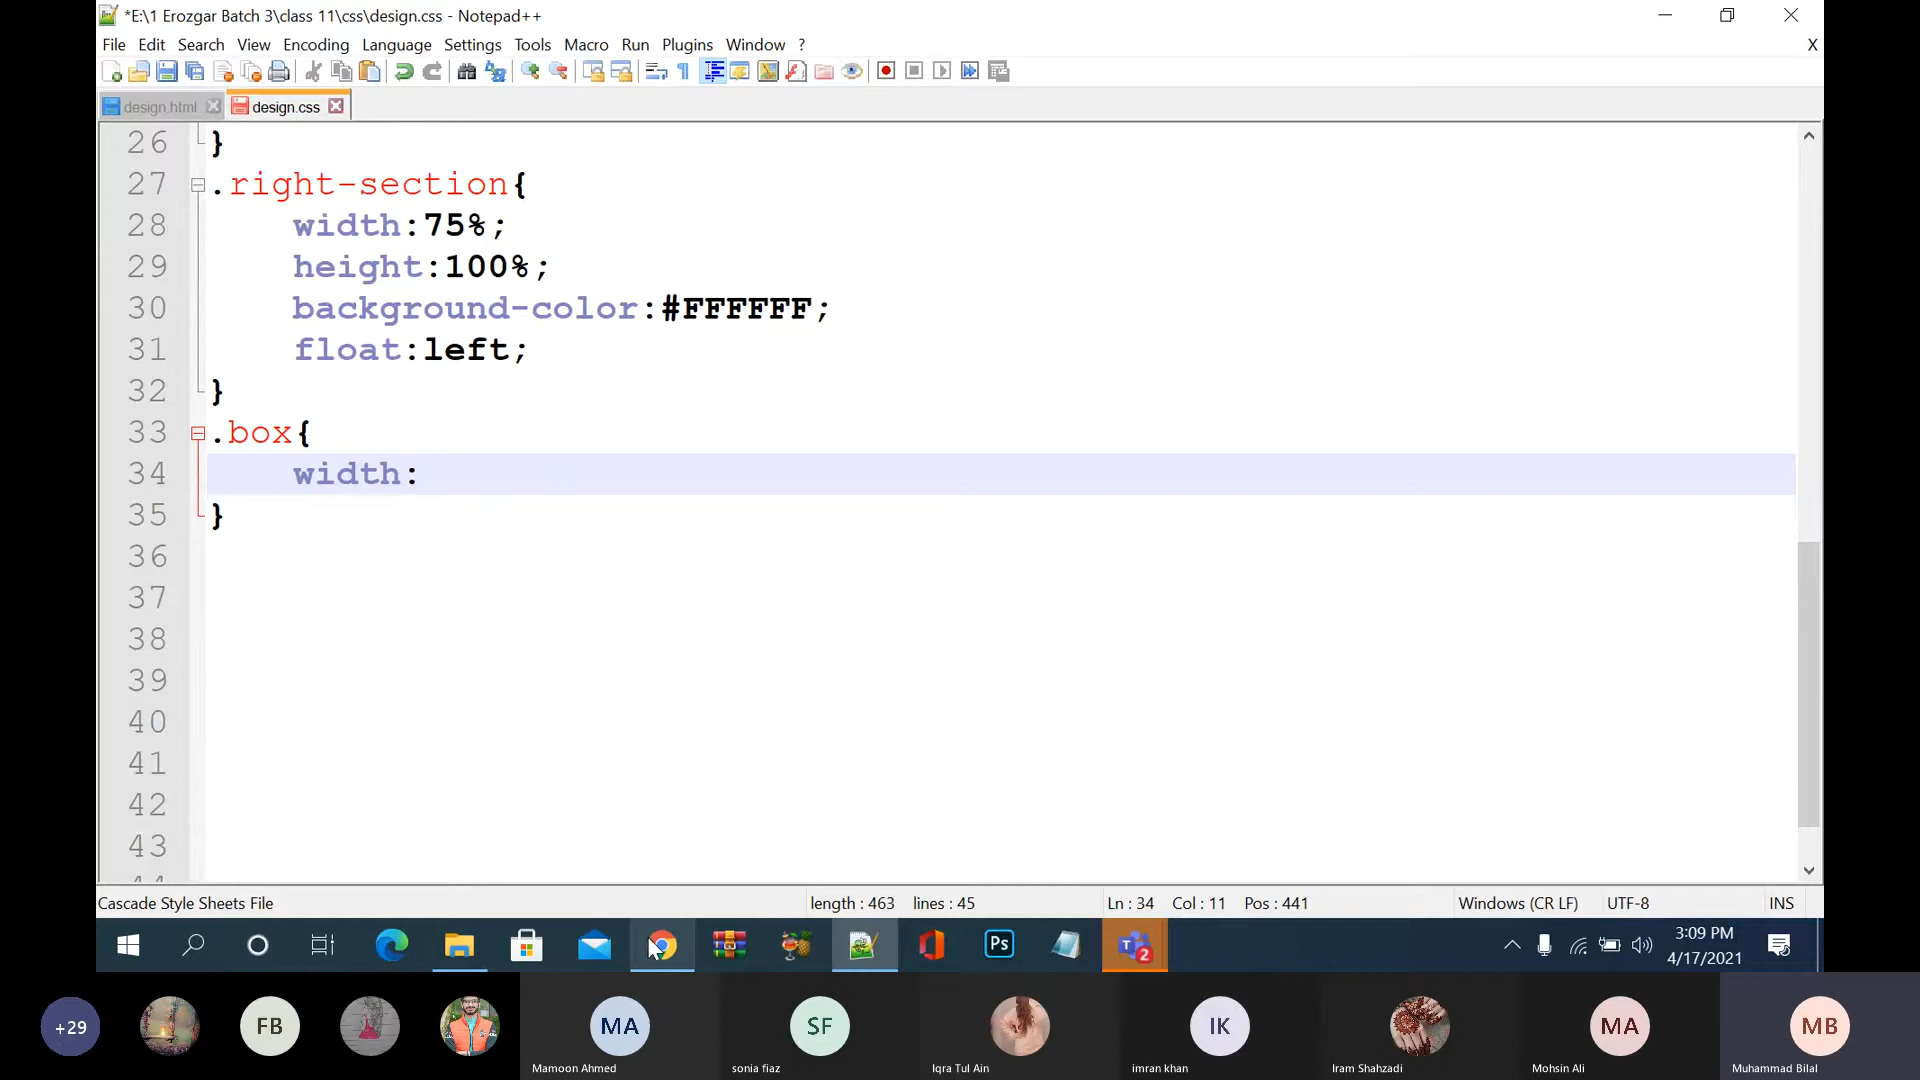 *E:\1 Erozgar Batch 3\class 11\css\design.css - Notepad++
File Edit Search View Encoding Language Settings Tools Macro Run Plugins Window ? X
design.html design.css
26 }
27 .right-section{
28 width:75%;
29 height:100%;
30 background-color:#FFFFFF;
31 float:left;
32 }
33 .box{
34 width:
35 }
36
37
38
39
40
41
42
43
Cascade Style Sheets File length : 463 lines : 45 Ln : 34 Col : 11 Pos : 441 Windows (CR LF) UTF-8 INS
Ps 2 3:09 PM
4/17/2021
+29 FB MA SF IK MA MB
Mamoon Ahmed sonia fiaz Iqra Tul Ain imran khan Iram Shahzadi Mohsin Ali Muhammad Bilal